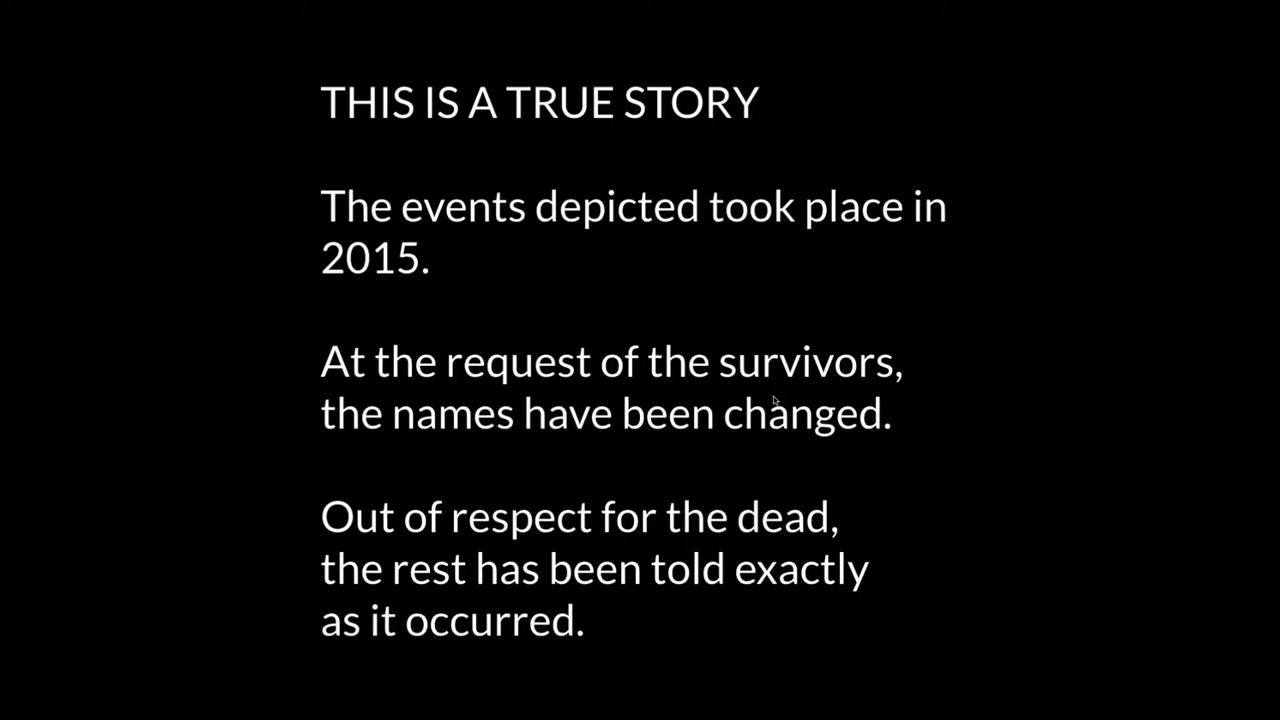 THIS IS A TRUE STORY
The events depicted took place in
2015.
At the request of the survivors,
the names have been changed.
Out of respect for the dead,
the rest has been told exactly
as it occurred.